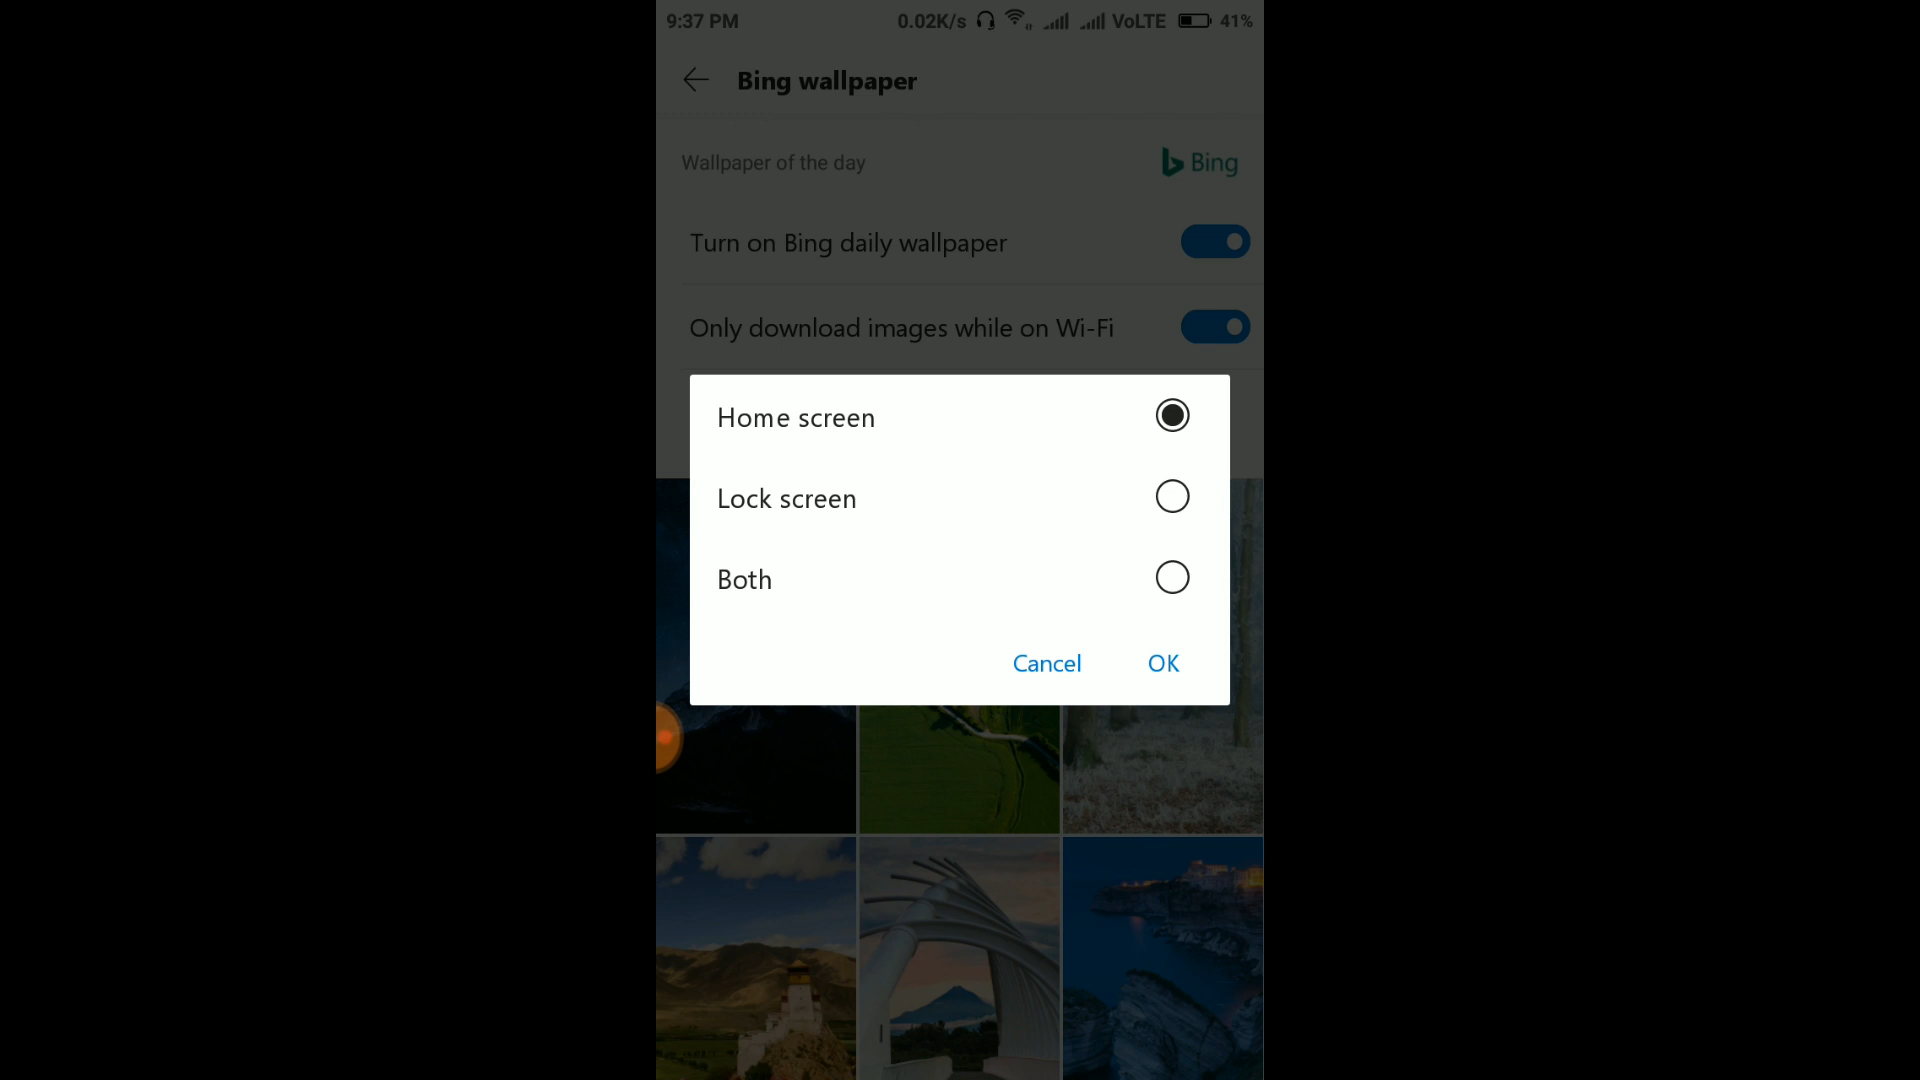 9:37 PM 0.02K/s VoLTE 41%
Bing wallpaper
Wallpaper of the day Bing
Turn on Bing daily wallpaper
Only download images while on Wi-Fi
Home screen
Lock screen
Both
Cancel OK